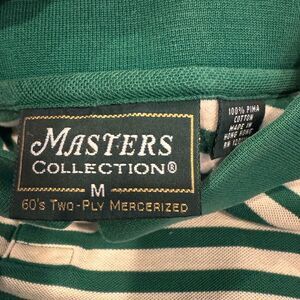 MASTERS
COLLECTION®
M
60's TWO-PLY MERCERIZED
100% PIMA
COTTON
MADE IN
HONG KONG